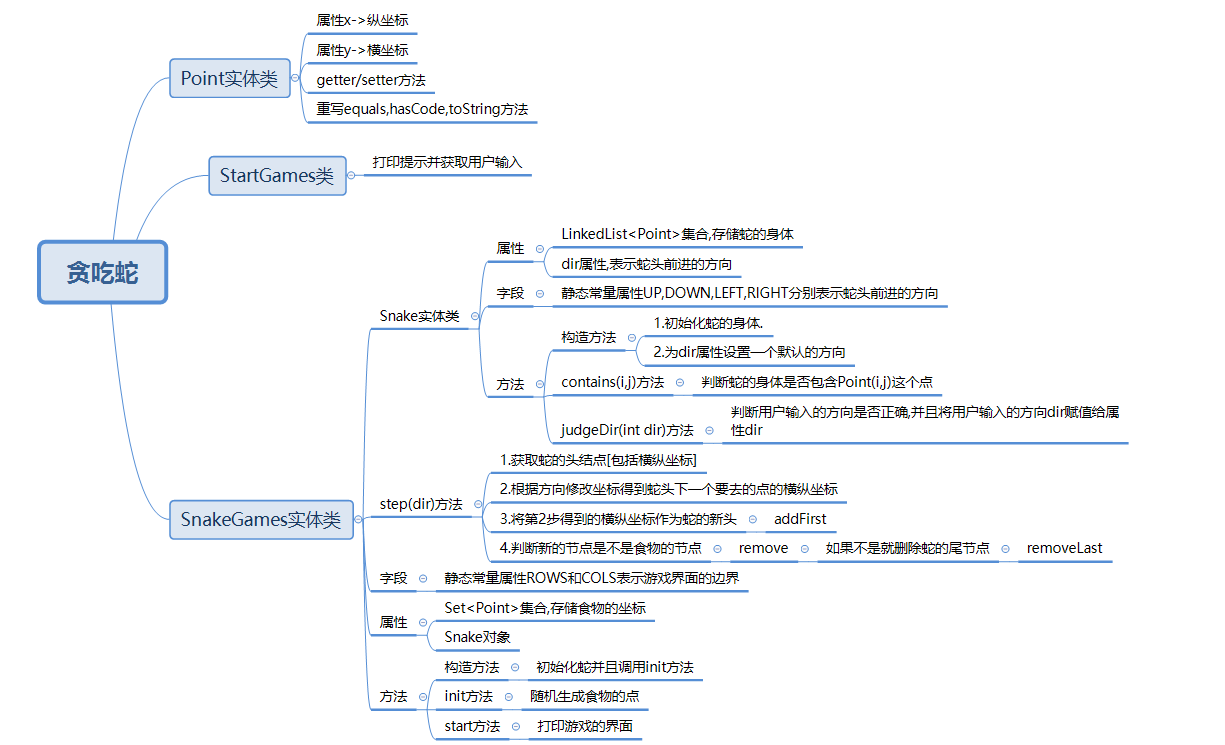 贪吃蛇
Point实体类
属性x->纵坐标
属性y->横坐标
getter/setter方法
重写equals,hasCode,toString方法
StartGames类
打印提示并获取用户输入
SnakeGames实体类
Snake实体类
属性
LinkedList<Point>集合,存储蛇的身体
dir属性,表示蛇头前进的方向
字段
静态常量属性UP,DOWN,LEFT,RIGHT分别表示蛇头前进的方向
方法
构造方法
1.初始化蛇的身体.
2.为dir属性设置一个默认的方向
contains(i,j)方法
判断蛇的身体是否包含Point(i,j)这个点
judgeDir(int dir)方法
判断用户输入的方向是否正确,并且将用户输入的方向dir赋值给属
性dir
step(dir)方法
1.获取蛇的头结点[包括横纵坐标]
2.根据方向修改坐标得到蛇头下一个要去的点的横纵坐标
3.将第2步得到的横纵坐标作为蛇的新头
addFirst
4.判断新的节点是不是食物的节点
remove
如果不是就删除蛇的尾节点
removeLast
字段
静态常量属性ROWS和COLS表示游戏界面的边界
属性
Set<Point>集合,存储食物的坐标
Snake对象
方法
构造方法
初始化蛇并且调用init方法
init方法
随机生成食物的点
start方法
打印游戏的界面